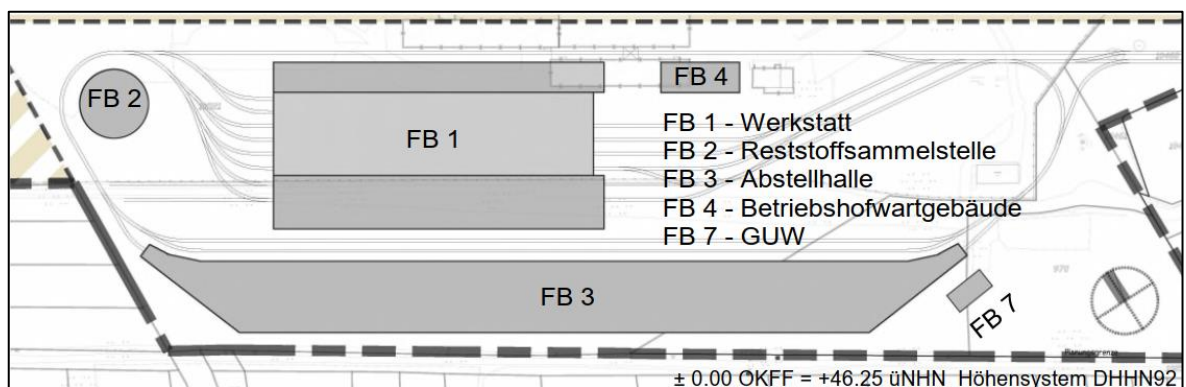 FB 4
FB 2
FB 1
FB 1 - Werkstatt
FB 2 - Reststoffsammelstelle
FB 3 - Abstellhalle
FB 4 - Betriebshofwartgebäude
FB 7 - GUW
970
FB 3
FB 7
Planungsgrenze
± 0.00 OKFF = +46.25 üNHN Höhensystem DHHN92